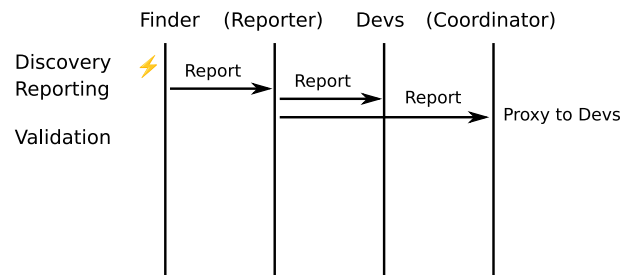 Finder (Reporter) Devs (Coordinator)
Discovery
Report
Reporting
Report
Report
Proxy to Devs
Validation